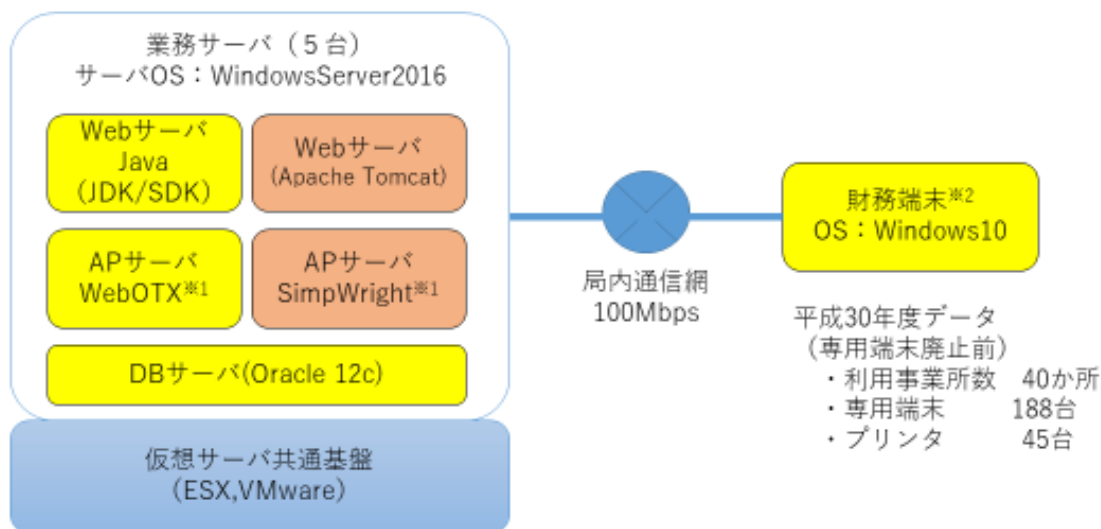 業務サーバ（５台）
サーバOS：WindowsServer2016
Webサーバ
Java
(JDK/SDK)
Webサーバ
(Apache Tomcat)
APサーバ
WebOTX※1
APサーバ
SimpWright※1
DBサーバ(Oracle 12c)
仮想サーバ共通基盤
(ESX,VMware)
局内通信網
100Mbps
財務端末※2
OS：Windows10
平成30年度データ
（専用端末廃止前）
・利用事業所数　40か所
・専用端末　　　188台
・プリンタ　　　45台